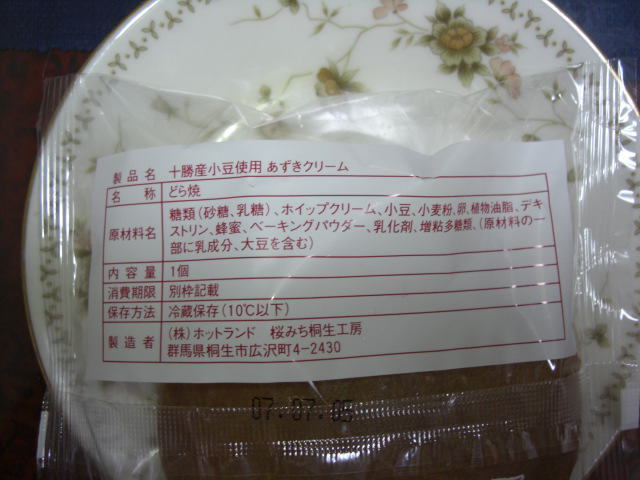 製品名 十勝産小豆使用 あずきクリーム
名称 どら焼
原材料名 糖類(砂糖、乳糖)、ホイップクリーム、小豆、小麦粉、卵、植物油脂、デキ
ストリン、蜂蜜、ベーキングパウダー、乳化剤、増粘多糖類、(原材料の一
部に乳成分、大豆を含む)
内容量 1個
消費期限 別枠記載
保存方法 冷蔵保存(10℃以下)
製造者 (株)ホットランド 桜みち桐生工房
群馬県桐生市広沢町4-2430
07.07.05